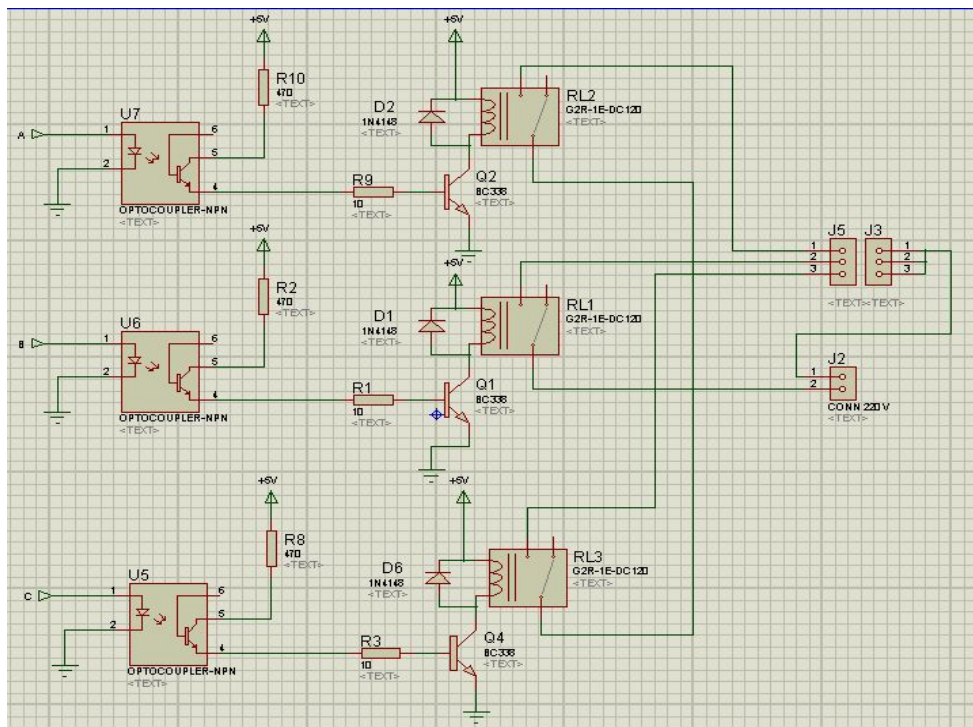 +5V
+5V
R10
470
<TEXT>
U7
1
2
6
5
4
A
OPTOCOUPLER-NPN
<TEXT>
D2
1N4148
<TEXT>
RL2
G2R-1E-DC120
<TEXT>
R9
10
<TEXT>
Q2
BC338
<TEXT>
+5V
+5V
R2
470
<TEXT>
U6
1
2
6
5
4
B
OPTOCOUPLER-NPN
<TEXT>
D1
1N4148
<TEXT>
RL1
G2R-1E-DC120
<TEXT>
R1
10
<TEXT>
Q1
BC338
<TEXT>
J5
1
2
3
<TEXT>
J3
1
2
3
<TEXT>
J2
1
2
CONN 220V
<TEXT>
+5V
+5V
R8
470
<TEXT>
U5
1
2
6
5
4
C
OPTOCOUPLER-NPN
<TEXT>
D6
1N4148
<TEXT>
RL3
G2R-1E-DC120
<TEXT>
R3
10
<TEXT>
Q4
BC338
<TEXT>